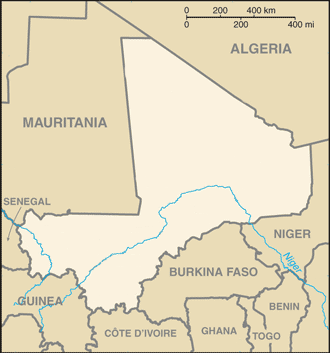 0 200 400 km
0 200 400 mi
ALGERIA
MAURITANIA
SENEGAL
NIGER
Niger
BURKINA FASO
GUINEA
BENIN
CÔTE D'IVOIRE
GHANA
TOGO